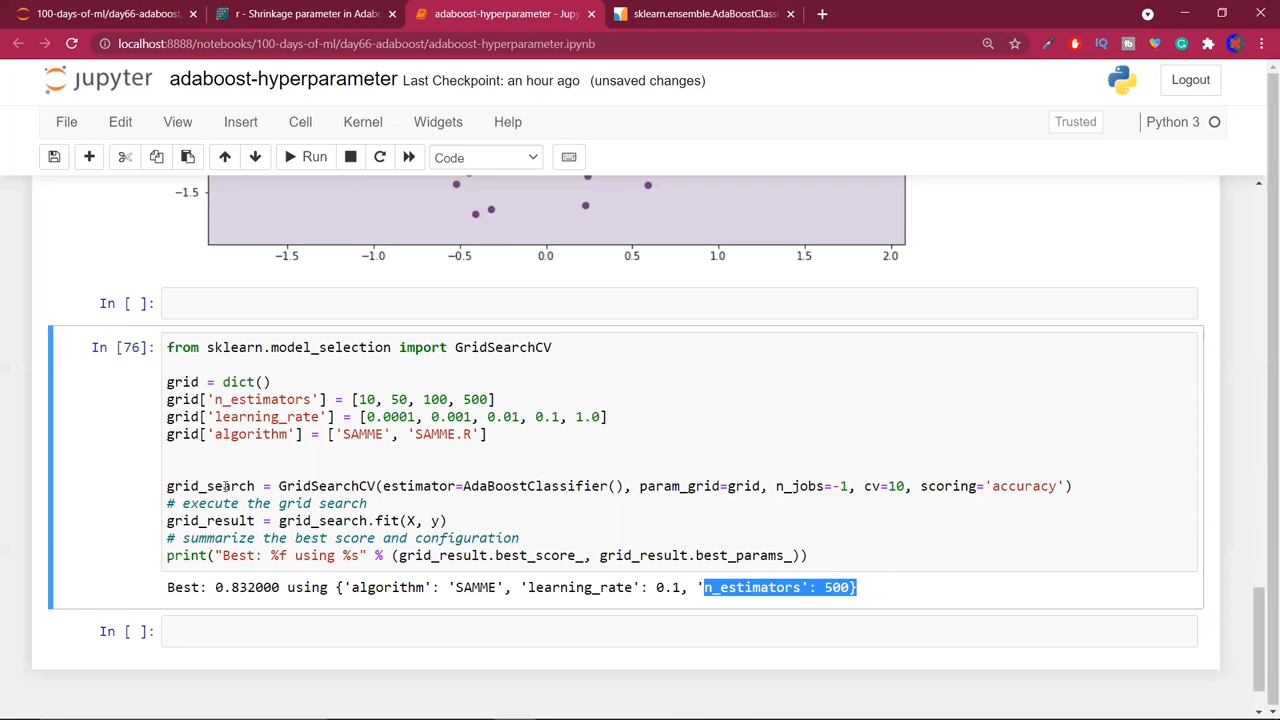 100-days-of-ml/day66-adaboost/
r - Shrinkage parameter in Adab
adaboost-hyperparameter - Jupy
sklearn.ensemble.AdaBoostClass
localhost:8888/notebooks/100-days-of-ml/day66-adaboost/adaboost-hyperparameter.ipynb
jupyter adaboost-hyperparameter Last Checkpoint: an hour ago (unsaved changes)
Logout
File Edit View Insert Cell Kernel Widgets Help
Trusted
Python 3
Run
Code
−1.5
−1.5 −1.0 −0.5 0.0 0.5 1.0 1.5 2.0
In [ ]:
In [76]: from sklearn.model_selection import GridSearchCV
grid = dict()
grid['n_estimators'] = [10, 50, 100, 500]
grid['learning_rate'] = [0.0001, 0.001, 0.01, 0.1, 1.0]
grid['algorithm'] = ['SAMME', 'SAMME.R']
grid_search = GridSearchCV(estimator=AdaBoostClassifier(), param_grid=grid, n_jobs=-1, cv=10, scoring='accuracy')
# execute the grid search
grid_result = grid_search.fit(X, y)
# summarize the best score and configuration
print("Best: %f using %s" % (grid_result.best_score_, grid_result.best_params_))
Best: 0.832000 using {'algorithm': 'SAMME', 'learning_rate': 0.1, 'n_estimators': 500}
In [ ]: